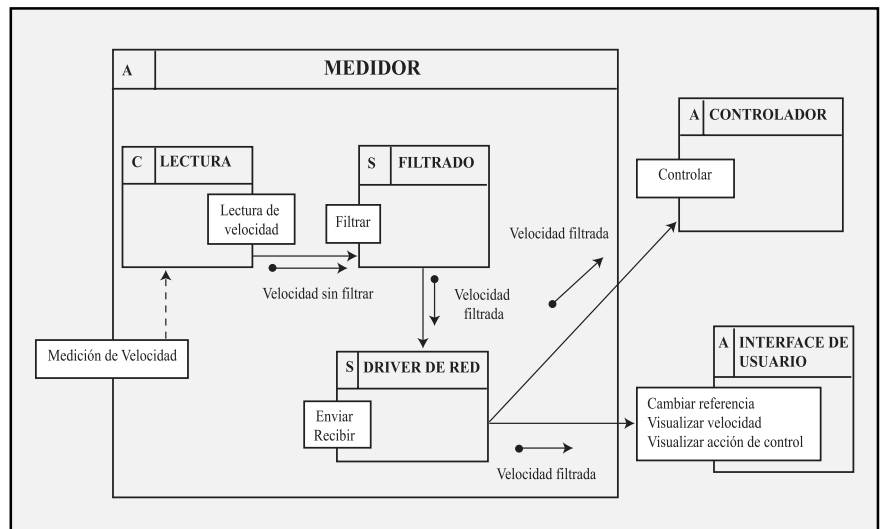 A MEDIDOR
A CONTROLADOR
Controlar
C LECTURA
Lectura de
velocidad
S FILTRADO
Filtrar
Velocidad filtrada
Velocidad sin filtrar
Velocidad
filtrada
Medición de Velocidad
S DRIVER DE RED
Enviar
Recibir
A INTERFACE DE
USUARIO
Cambiar referencia
Visualizar velocidad
Visualizar acción de control
Velocidad filtrada